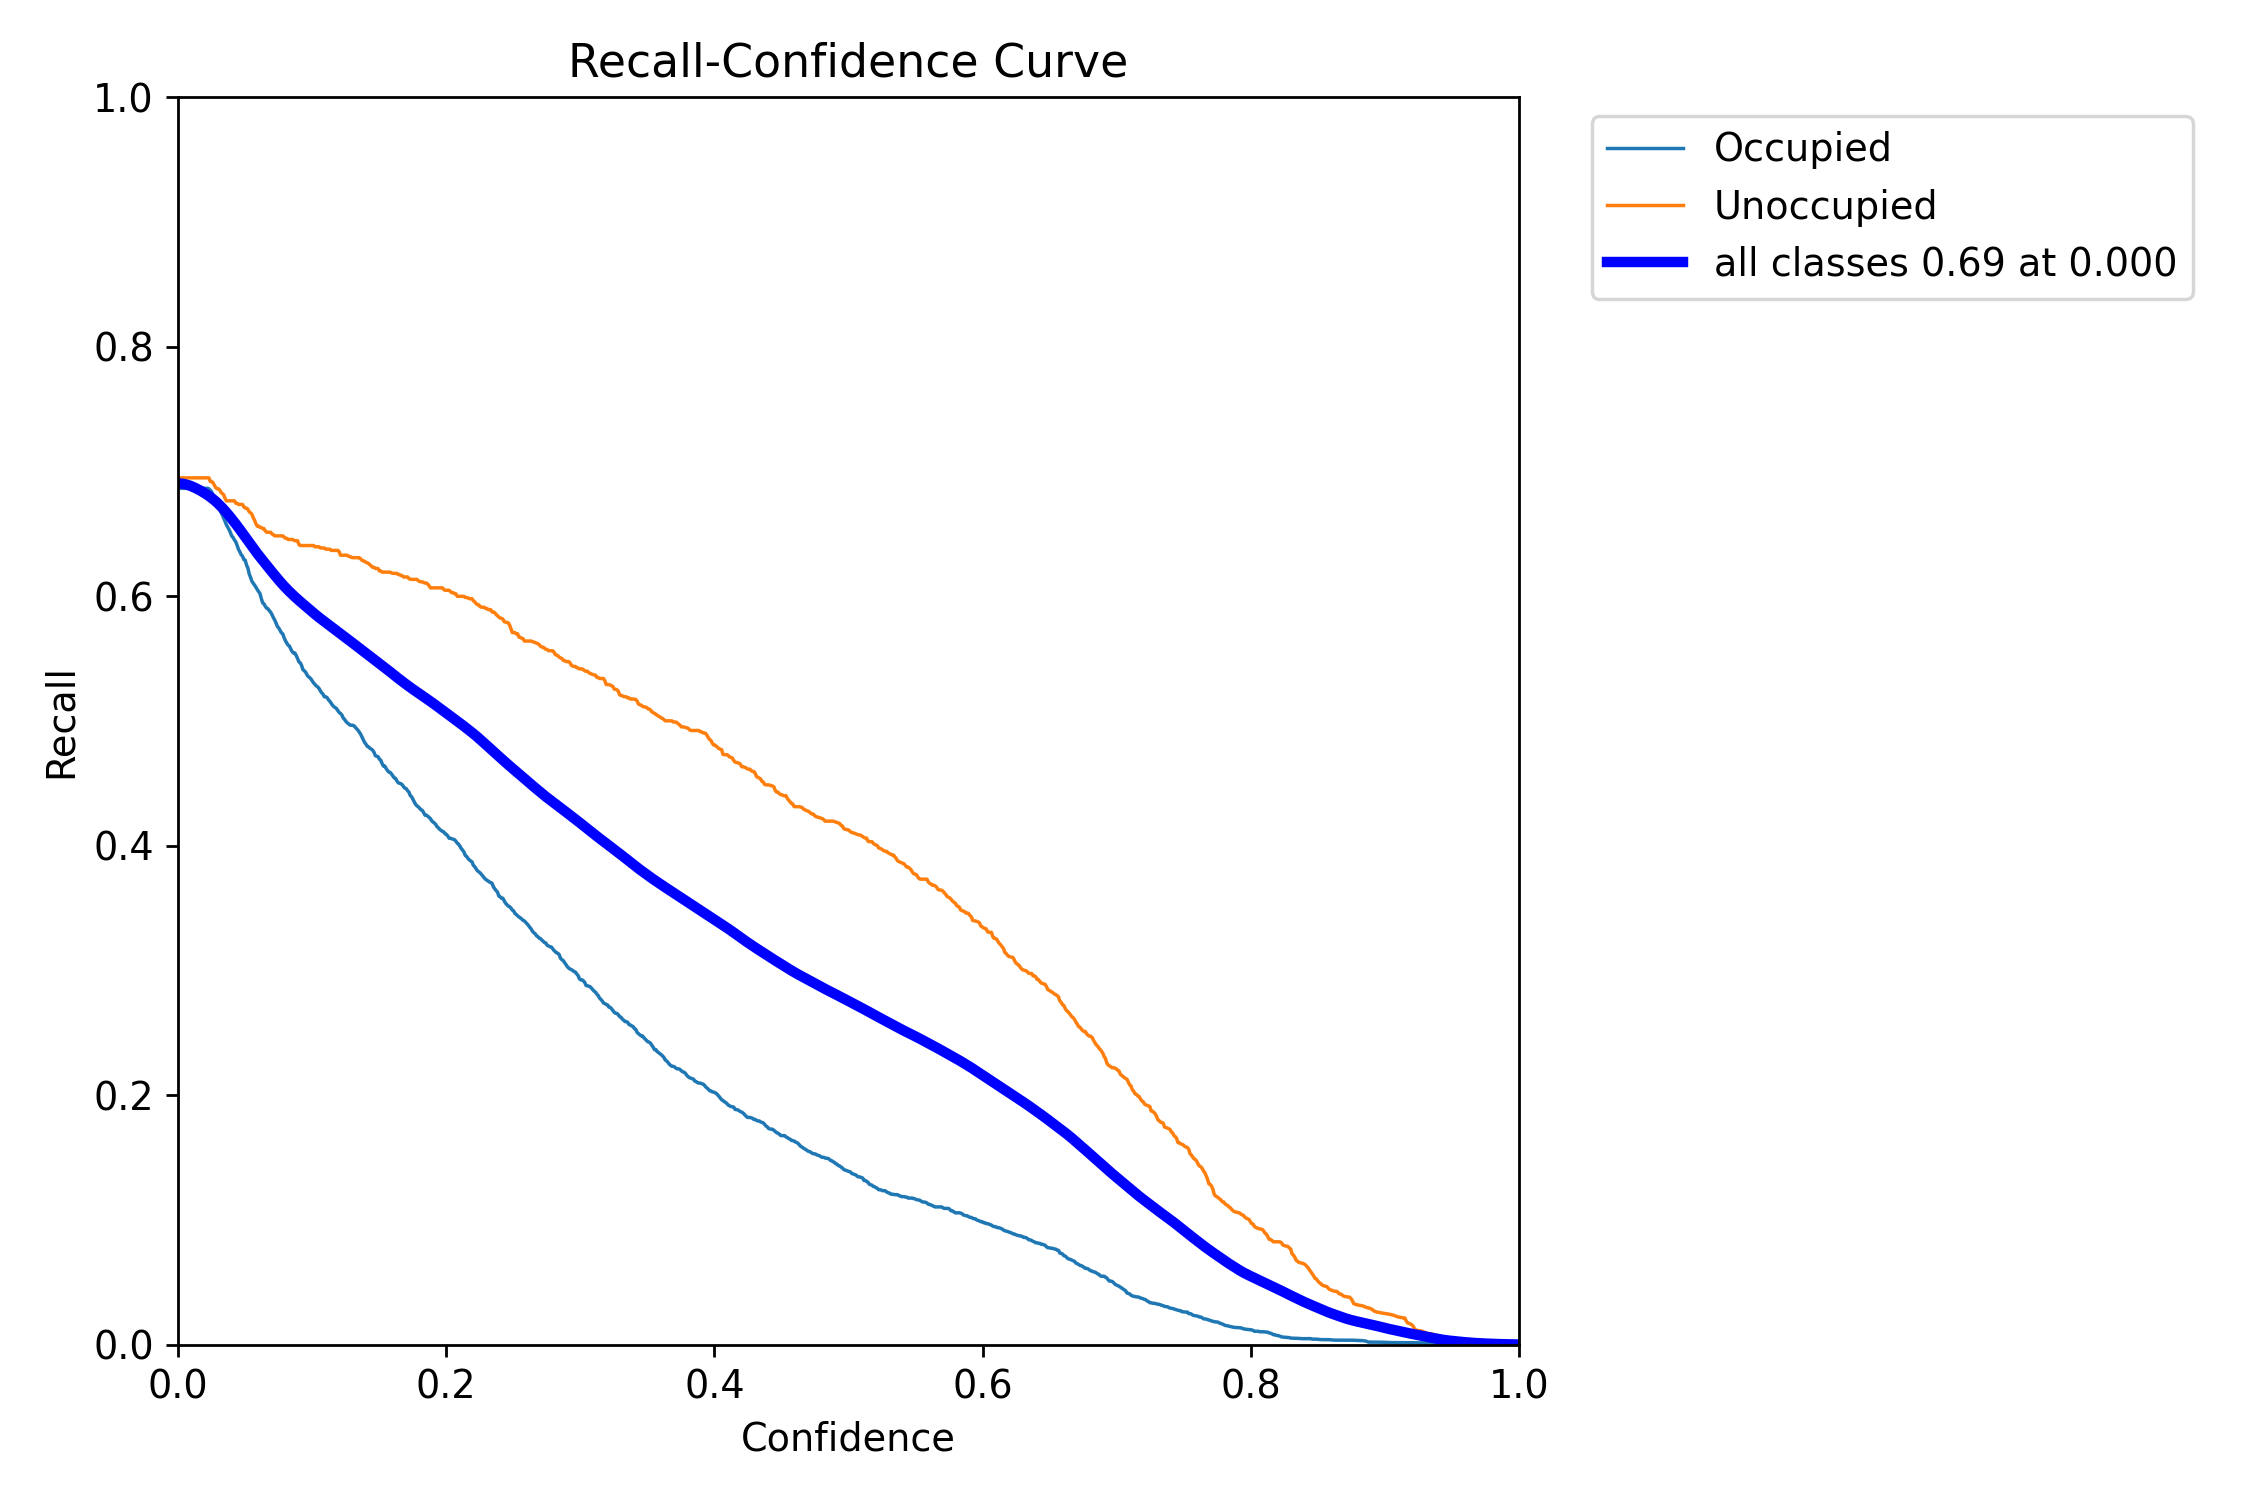 Recall-Confidence Curve
1.0
0.8
0.6
0.4
0.2
0.0
Recall
0.0 0.2 0.4 0.6 0.8 1.0
Confidence
Occupied
Unoccupied
all classes 0.69 at 0.000